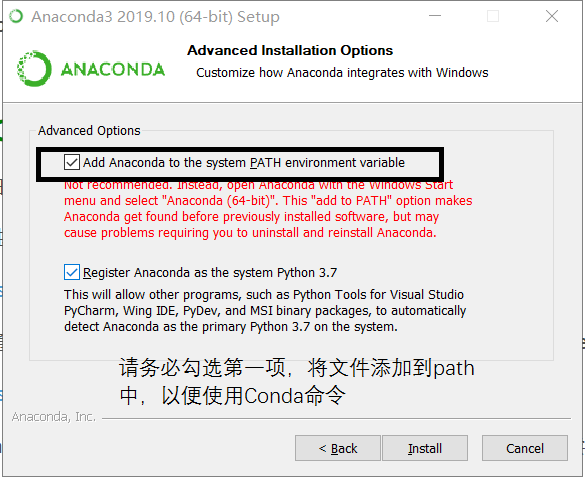 Anaconda3 2019.10 (64-bit) Setup
ANACONDA
Advanced Installation Options
Customize how Anaconda integrates with Windows
Advanced Options
Add Anaconda to the system PATH environment variable
Not recommended. Instead, open Anaconda with the Windows Start
menu and select "Anaconda (64-bit)". This "add to PATH" option makes
Anaconda get found before previously installed software, but may
cause problems requiring you to uninstall and reinstall Anaconda.
Register Anaconda as the system Python 3.7
This will allow other programs, such as Python Tools for Visual Studio
PyCharm, Wing IDE, PyDev, and MSI binary packages, to automatically
detect Anaconda as the primary Python 3.7 on the system.
请务必勾选第一项，将文件添加到path
中，以便使用Conda命令
Anaconda, Inc.
< Back
Install
Cancel